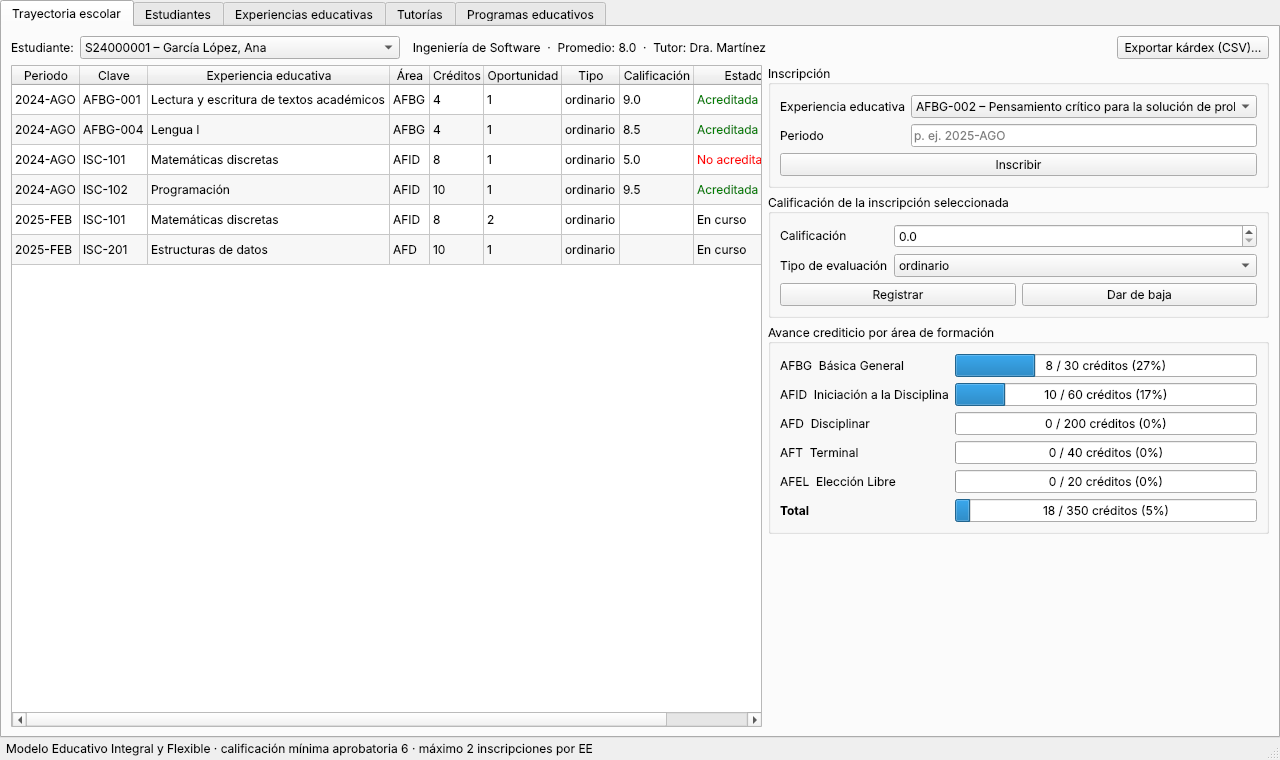 Trayectoria escolar Estudiantes Experiencias educativas Tutorías Programas educativos
Estudiante: S24000001 – García López, Ana Ingeniería de Software · Promedio: 8.0 · Tutor: Dra. Martínez Exportar kárdex (CSV)...
Periodo Clave Experiencia educativa Área Créditos Oportunidad Tipo Calificación Estado
2024-AGO AFBG-001 Lectura y escritura de textos académicos AFBG 4 1 ordinario 9.0 Acreditada
2024-AGO AFBG-004 Lengua I AFBG 4 1 ordinario 8.5 Acreditada
2024-AGO ISC-101 Matemáticas discretas AFID 8 1 ordinario 5.0 No acredita
2024-AGO ISC-102 Programación AFID 10 1 ordinario 9.5 Acreditada
2025-FEB ISC-101 Matemáticas discretas AFID 8 2 ordinario En curso
2025-FEB ISC-201 Estructuras de datos AFD 10 1 ordinario En curso
Inscripción
Experiencia educativa AFBG-002 – Pensamiento crítico para la solución de prol
Periodo p. ej. 2025-AGO
Inscribir
Calificación de la inscripción seleccionada
Calificación 0.0
Tipo de evaluación ordinario
Registrar Dar de baja
Avance crediticio por área de formación
AFBG Básica General 8 / 30 créditos (27%)
AFID Iniciación a la Disciplina 10 / 60 créditos (17%)
AFD Disciplinar 0 / 200 créditos (0%)
AFT Terminal 0 / 40 créditos (0%)
AFEL Elección Libre 0 / 20 créditos (0%)
Total 18 / 350 créditos (5%)
Modelo Educativo Integral y Flexible · calificación mínima aprobatoria 6 · máximo 2 inscripciones por EE